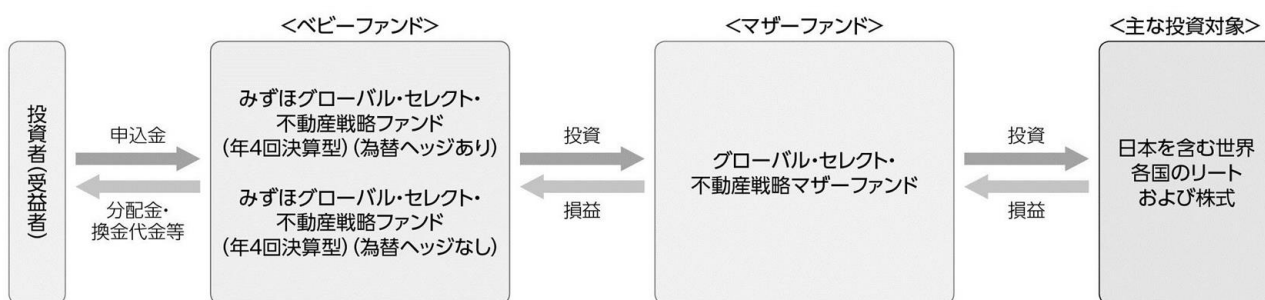 <ベビーファンド>
<マザーファンド>
<主な投資対象>
投資者(受益者)
申込金
分配金・
換金代金等
みずほグローバル・セレクト・
不動産戦略ファンド
(年4回決算型)(為替ヘッジあり)
みずほグローバル・セレクト・
不動産戦略ファンド
(年4回決算型)(為替ヘッジなし)
投資
損益
グローバル・セレクト・
不動産戦略マザーファンド
投資
損益
日本を含む世界
各国のリート
および株式